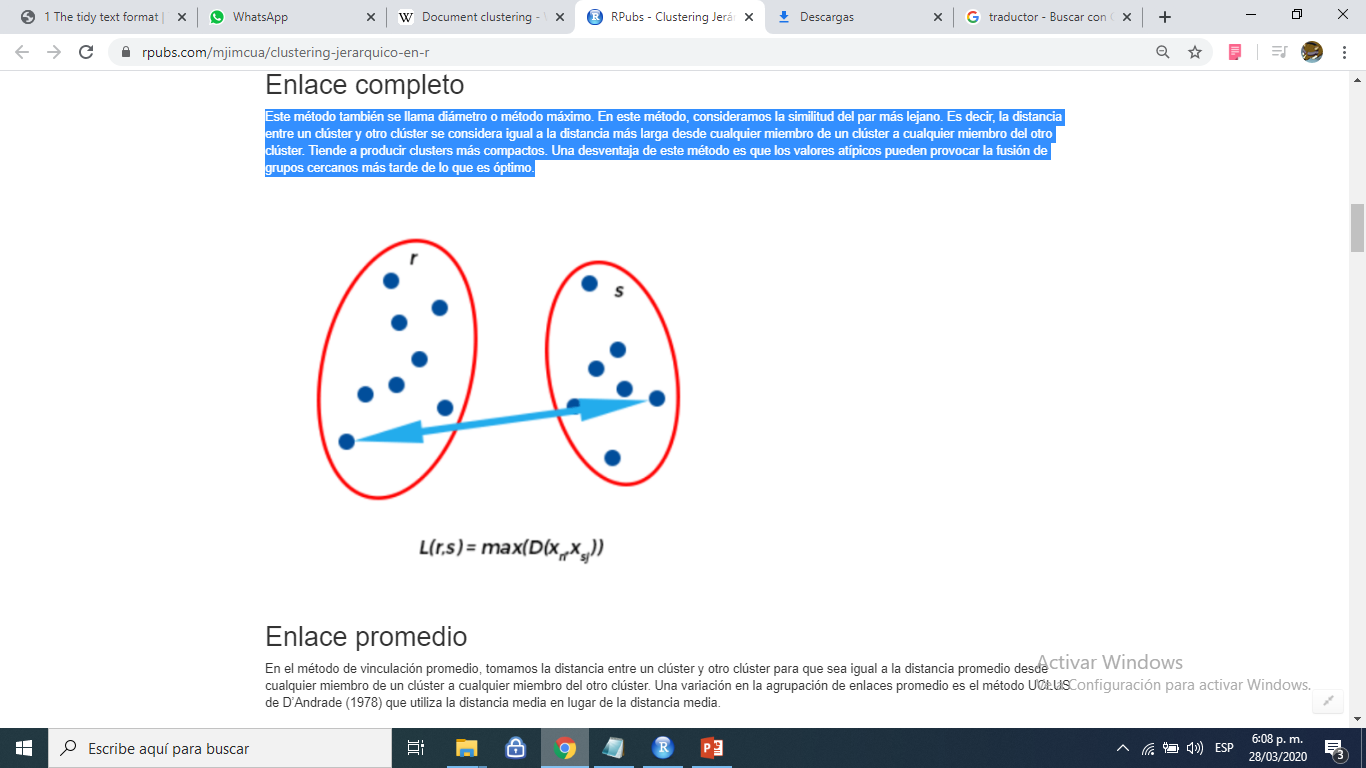 1 The tidy text format |
WhatsApp
Document clustering -
RPubs - Clustering Jerá
Descargas
traductor - Buscar con
rpubs.com/mjimcua/clustering-jerarquico-en-r
Enlace completo
Este método también se llama diámetro o método máximo. En este método, consideramos la similitud del par más lejano. Es decir, la distancia
entre un clúster y otro clúster se considera igual a la distancia más larga desde cualquier miembro de un clúster a cualquier miembro del otro
clúster. Tiende a producir clusters más compactos. Una desventaja de este método es que los valores atípicos pueden provocar la fusión de
grupos cercanos más tarde de lo que es óptimo.
r
s
L(r,s) = max(D(x_ri,x_sj))
Enlace promedio
En el método de vinculación promedio, tomamos la distancia entre un clúster y otro clúster para que sea igual a la distancia promedio desde
cualquier miembro de un clúster a cualquier miembro del otro clúster. Una variación en la agrupación de enlaces promedio es el método UCLUS
de D’Andrade (1978) que utiliza la distancia media en lugar de la distancia media.
Activar Windows
Ve a Configuración para activar Windows.
Escribe aquí para buscar
ESP
6:08 p. m.
28/03/2020
3